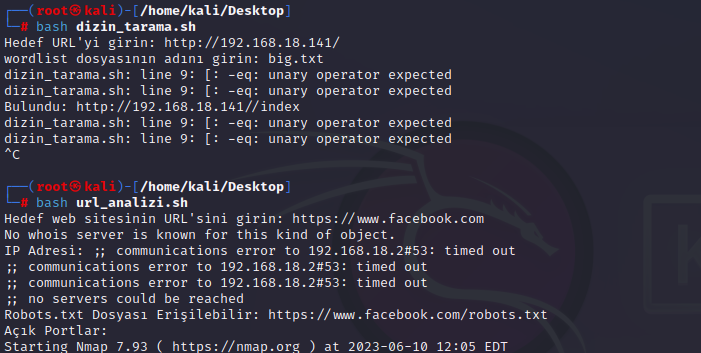 ┌──(root㉿kali)-[/home/kali/Desktop]
└─# bash dizin_tarama.sh
Hedef URL'yi girin: http://192.168.18.141/
wordlist dosyasının adını girin: big.txt
dizin_tarama.sh: line 9: [: -eq: unary operator expected
dizin_tarama.sh: line 9: [: -eq: unary operator expected
Bulundu: http://192.168.18.141//index
dizin_tarama.sh: line 9: [: -eq: unary operator expected
dizin_tarama.sh: line 9: [: -eq: unary operator expected
^C
┌──(root㉿kali)-[/home/kali/Desktop]
└─# bash url_analizi.sh
Hedef web sitesinin URL'sini girin: https://www.facebook.com
No whois server is known for this kind of object.
IP Adresi: ;; communications error to 192.168.18.2#53: timed out
;; communications error to 192.168.18.2#53: timed out
;; communications error to 192.168.18.2#53: timed out
;; no servers could be reached
Robots.txt Dosyası Erişilebilir: https://www.facebook.com/robots.txt
Açık Portlar:
Starting Nmap 7.93 ( https://nmap.org ) at 2023-06-10 12:05 EDT